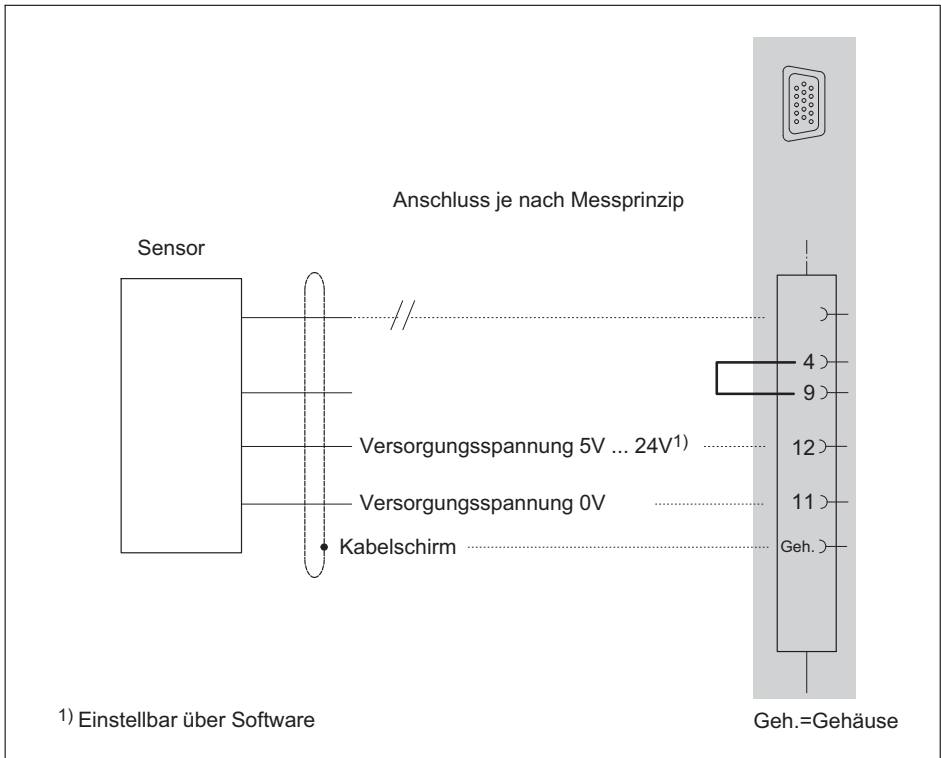 Anschluss je nach Messprinzip
Sensor
4
9
Versorgungsspannung 5V ... 24V1)
12
Versorgungsspannung 0V
11
Kabelschirm
Geh.
1) Einstellbar über Software
Geh.=Gehäuse